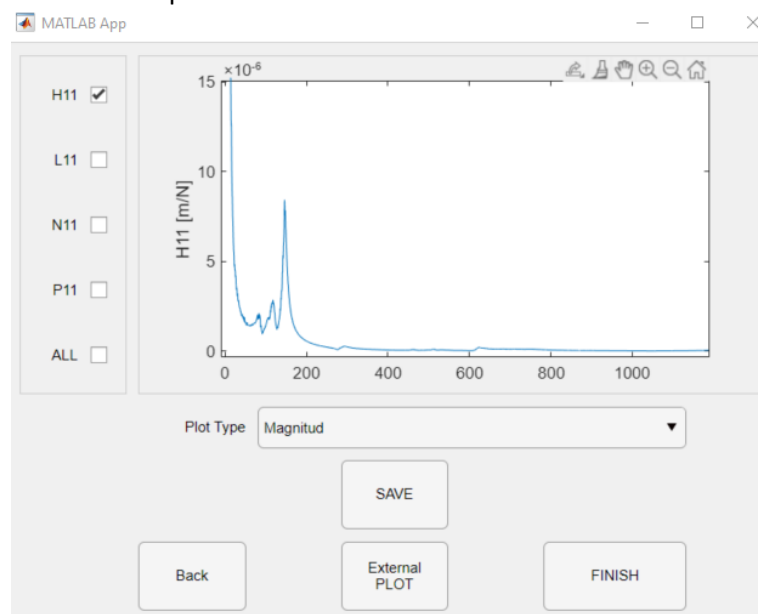 MATLAB App
H11
L11
N11
P11
ALL
×10-6
15
10
5
0
H11 [m/N]
0 200 400 600 800 1000
Plot Type Magnitud
SAVE
Back
External
PLOT
FINISH